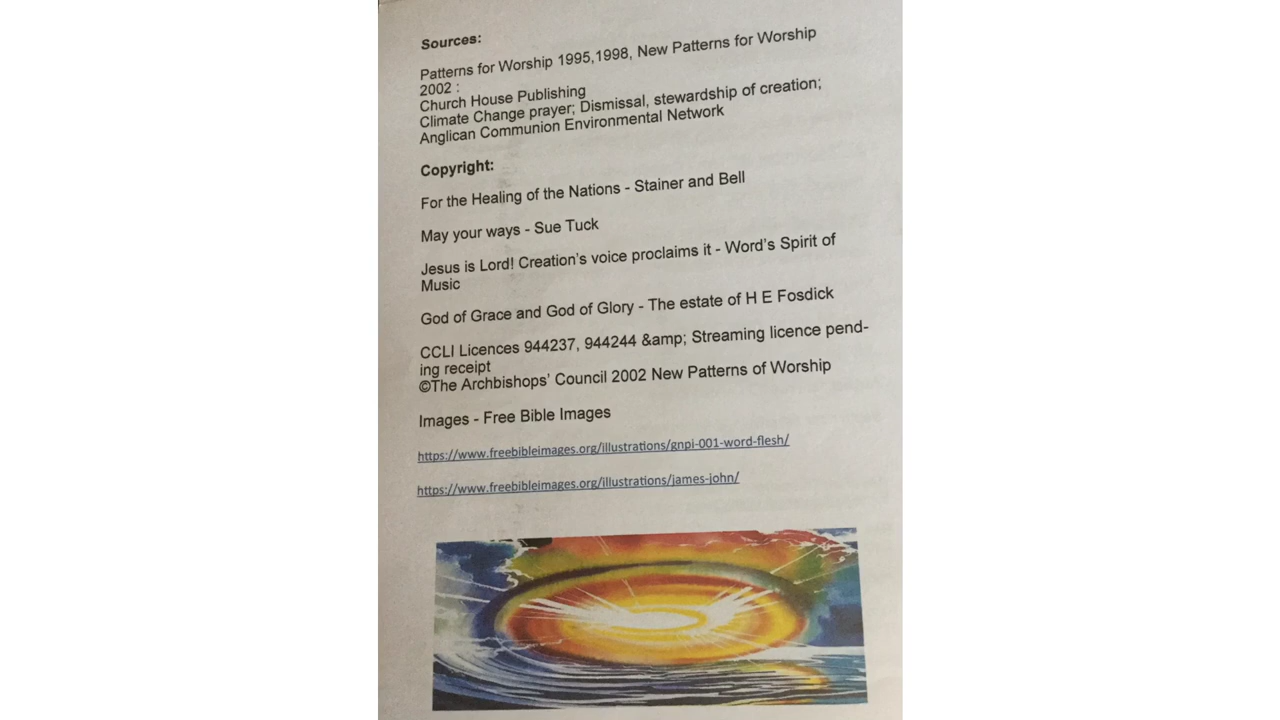 Sources:
Patterns for Worship 1995,1998, New Patterns for Worship
2002 :
Church House Publishing
Climate Change prayer; Dismissal, stewardship of creation;
Anglican Communion Environmental Network
Copyright:
For the Healing of the Nations - Stainer and Bell
May your ways - Sue Tuck
Jesus is Lord! Creation's voice proclaims it - Word's Spirit of
Music
God of Grace and God of Glory - The estate of H E Fosdick
CCLI Licences 944237, 944244 &amp; Streaming licence pend-
ing receipt
©The Archbishops' Council 2002 New Patterns of Worship
Images - Free Bible Images
https://www.freebibleimages.org/illustrations/gnpi-001-word-flesh/
https://www.freebibleimages.org/illustrations/james-john/